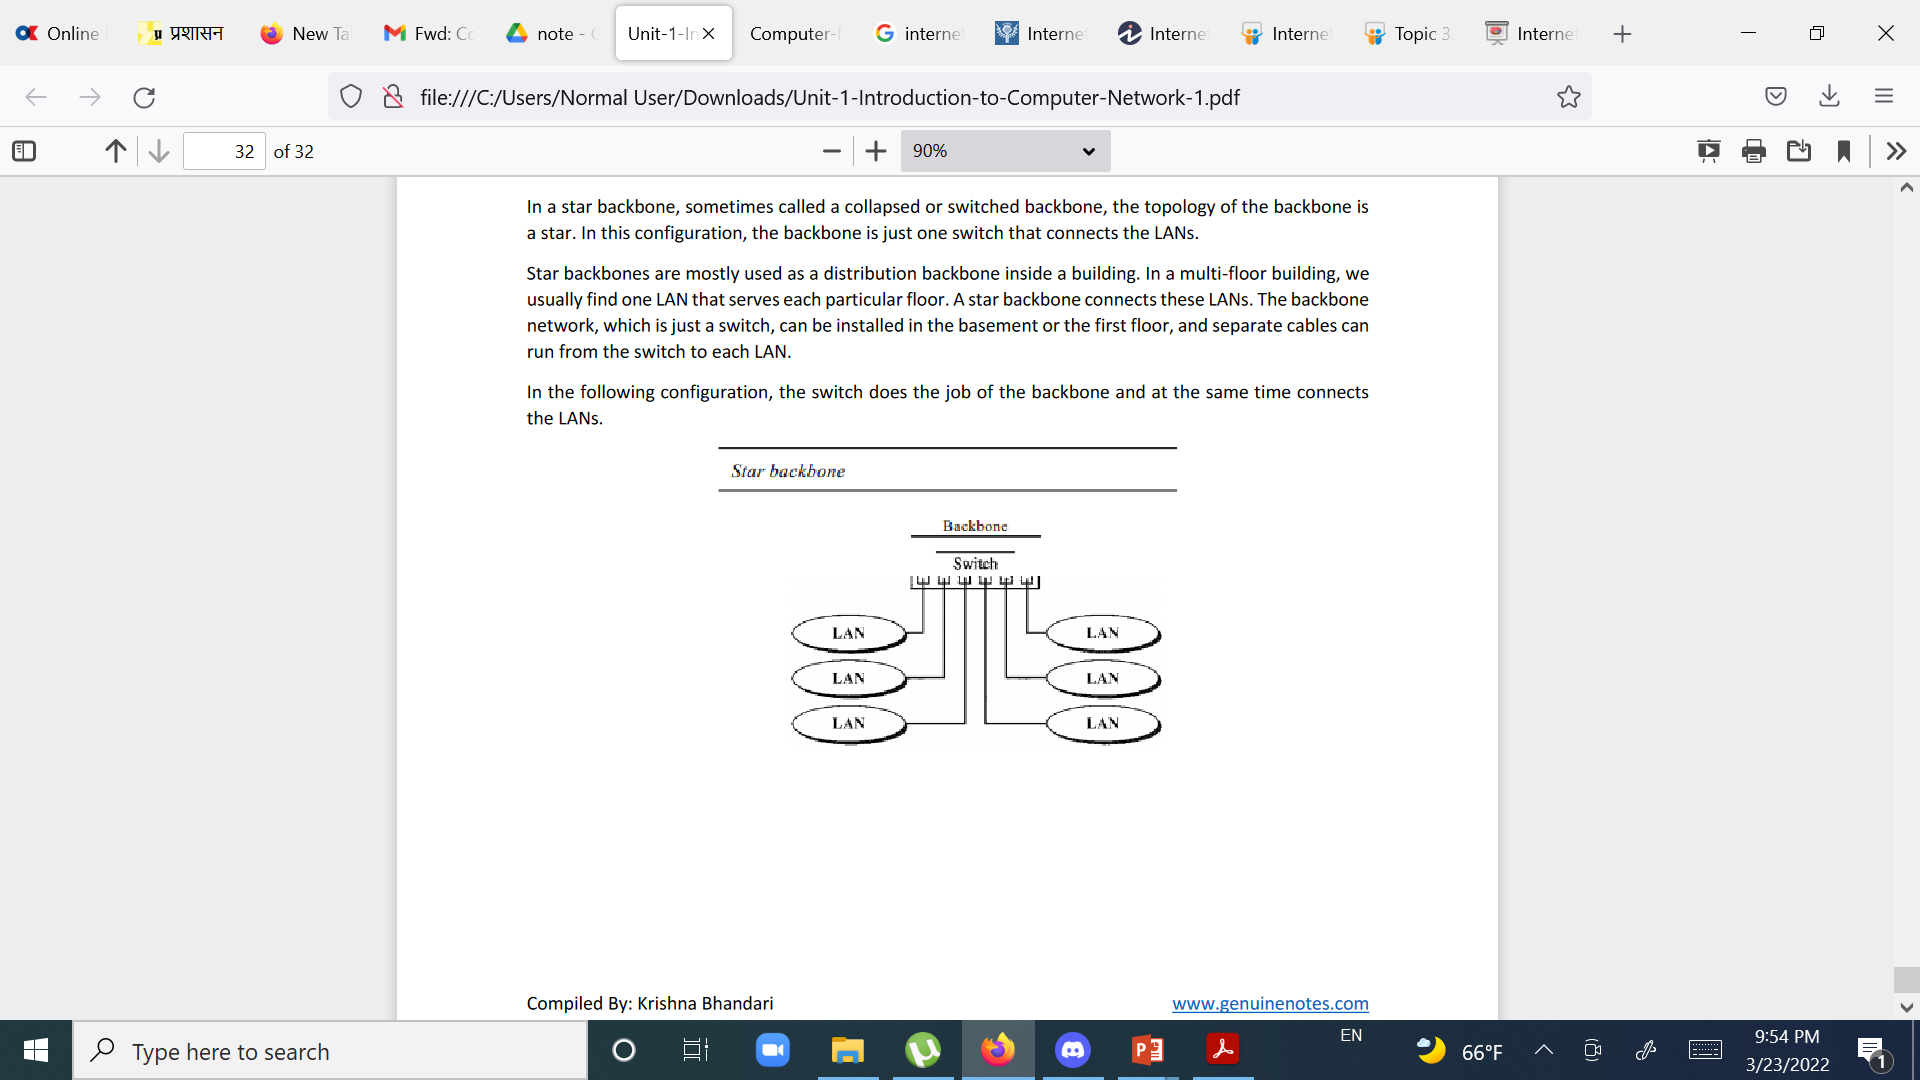 Online
प्रशासन
New Ta
Fwd: Co
note -
Unit-1-In
Computer-
interne
Interne
Interne
Interne
Topic 3
Interne
file:///C:/Users/Normal User/Downloads/Unit-1-Introduction-to-Computer-Network-1.pdf
32 of 32
90%
In a star backbone, sometimes called a collapsed or switched backbone, the topology of the backbone is
a star. In this configuration, the backbone is just one switch that connects the LANs.
Star backbones are mostly used as a distribution backbone inside a building. In a multi-floor building, we
usually find one LAN that serves each particular floor. A star backbone connects these LANs. The backbone
network, which is just a switch, can be installed in the basement or the first floor, and separate cables can
run from the switch to each LAN.
In the following configuration, the switch does the job of the backbone and at the same time connects
the LANs.
Star backbone
Backbone
Switch
LAN LAN
LAN LAN
LAN LAN
Compiled By: Krishna Bhandari www.genuinenotes.com
Type here to search
EN
66°F
9:54 PM
3/23/2022
1